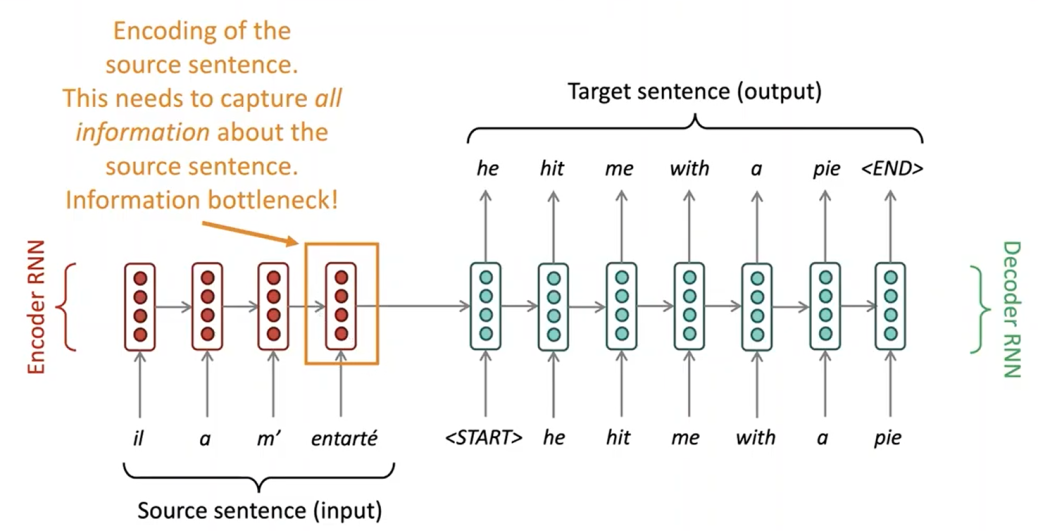 Encoding of the
source sentence.
This needs to capture all
information about the
source sentence.
Information bottleneck!
Target sentence (output)
he hit me with a pie <END>
Encoder RNN
Decoder RNN
il a m’ entarté <START> he hit me with a pie
Source sentence (input)